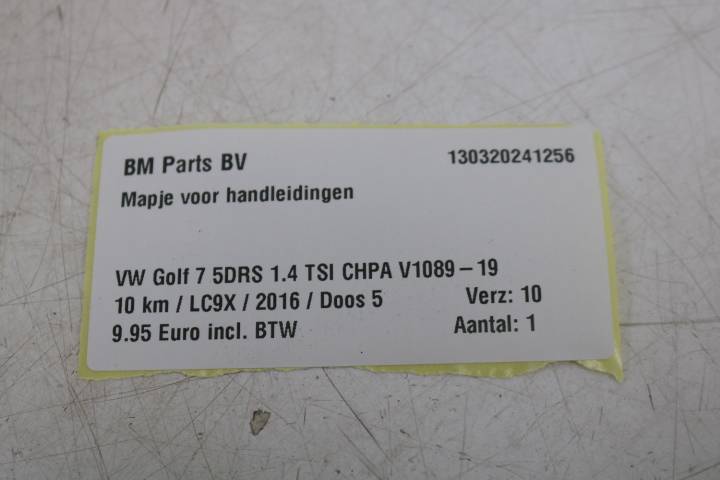 BM Parts BV 130320241256
Mapje voor handleidingen
VW Golf 7 5DRS 1.4 TSI CHPA V1089-19
10 km / LC9X / 2016 / Doos 5 Verz: 10
9.95 Euro incl. BTW Aantal: 1